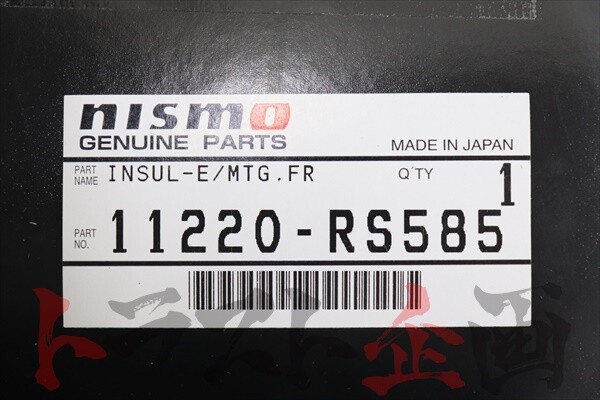 nismo
GENUINE PARTS
MADE IN JAPAN
PART NAME INSUL-E/MTG.FR Q'TY 1
PART NO. 11220-RS585
トラスト企画